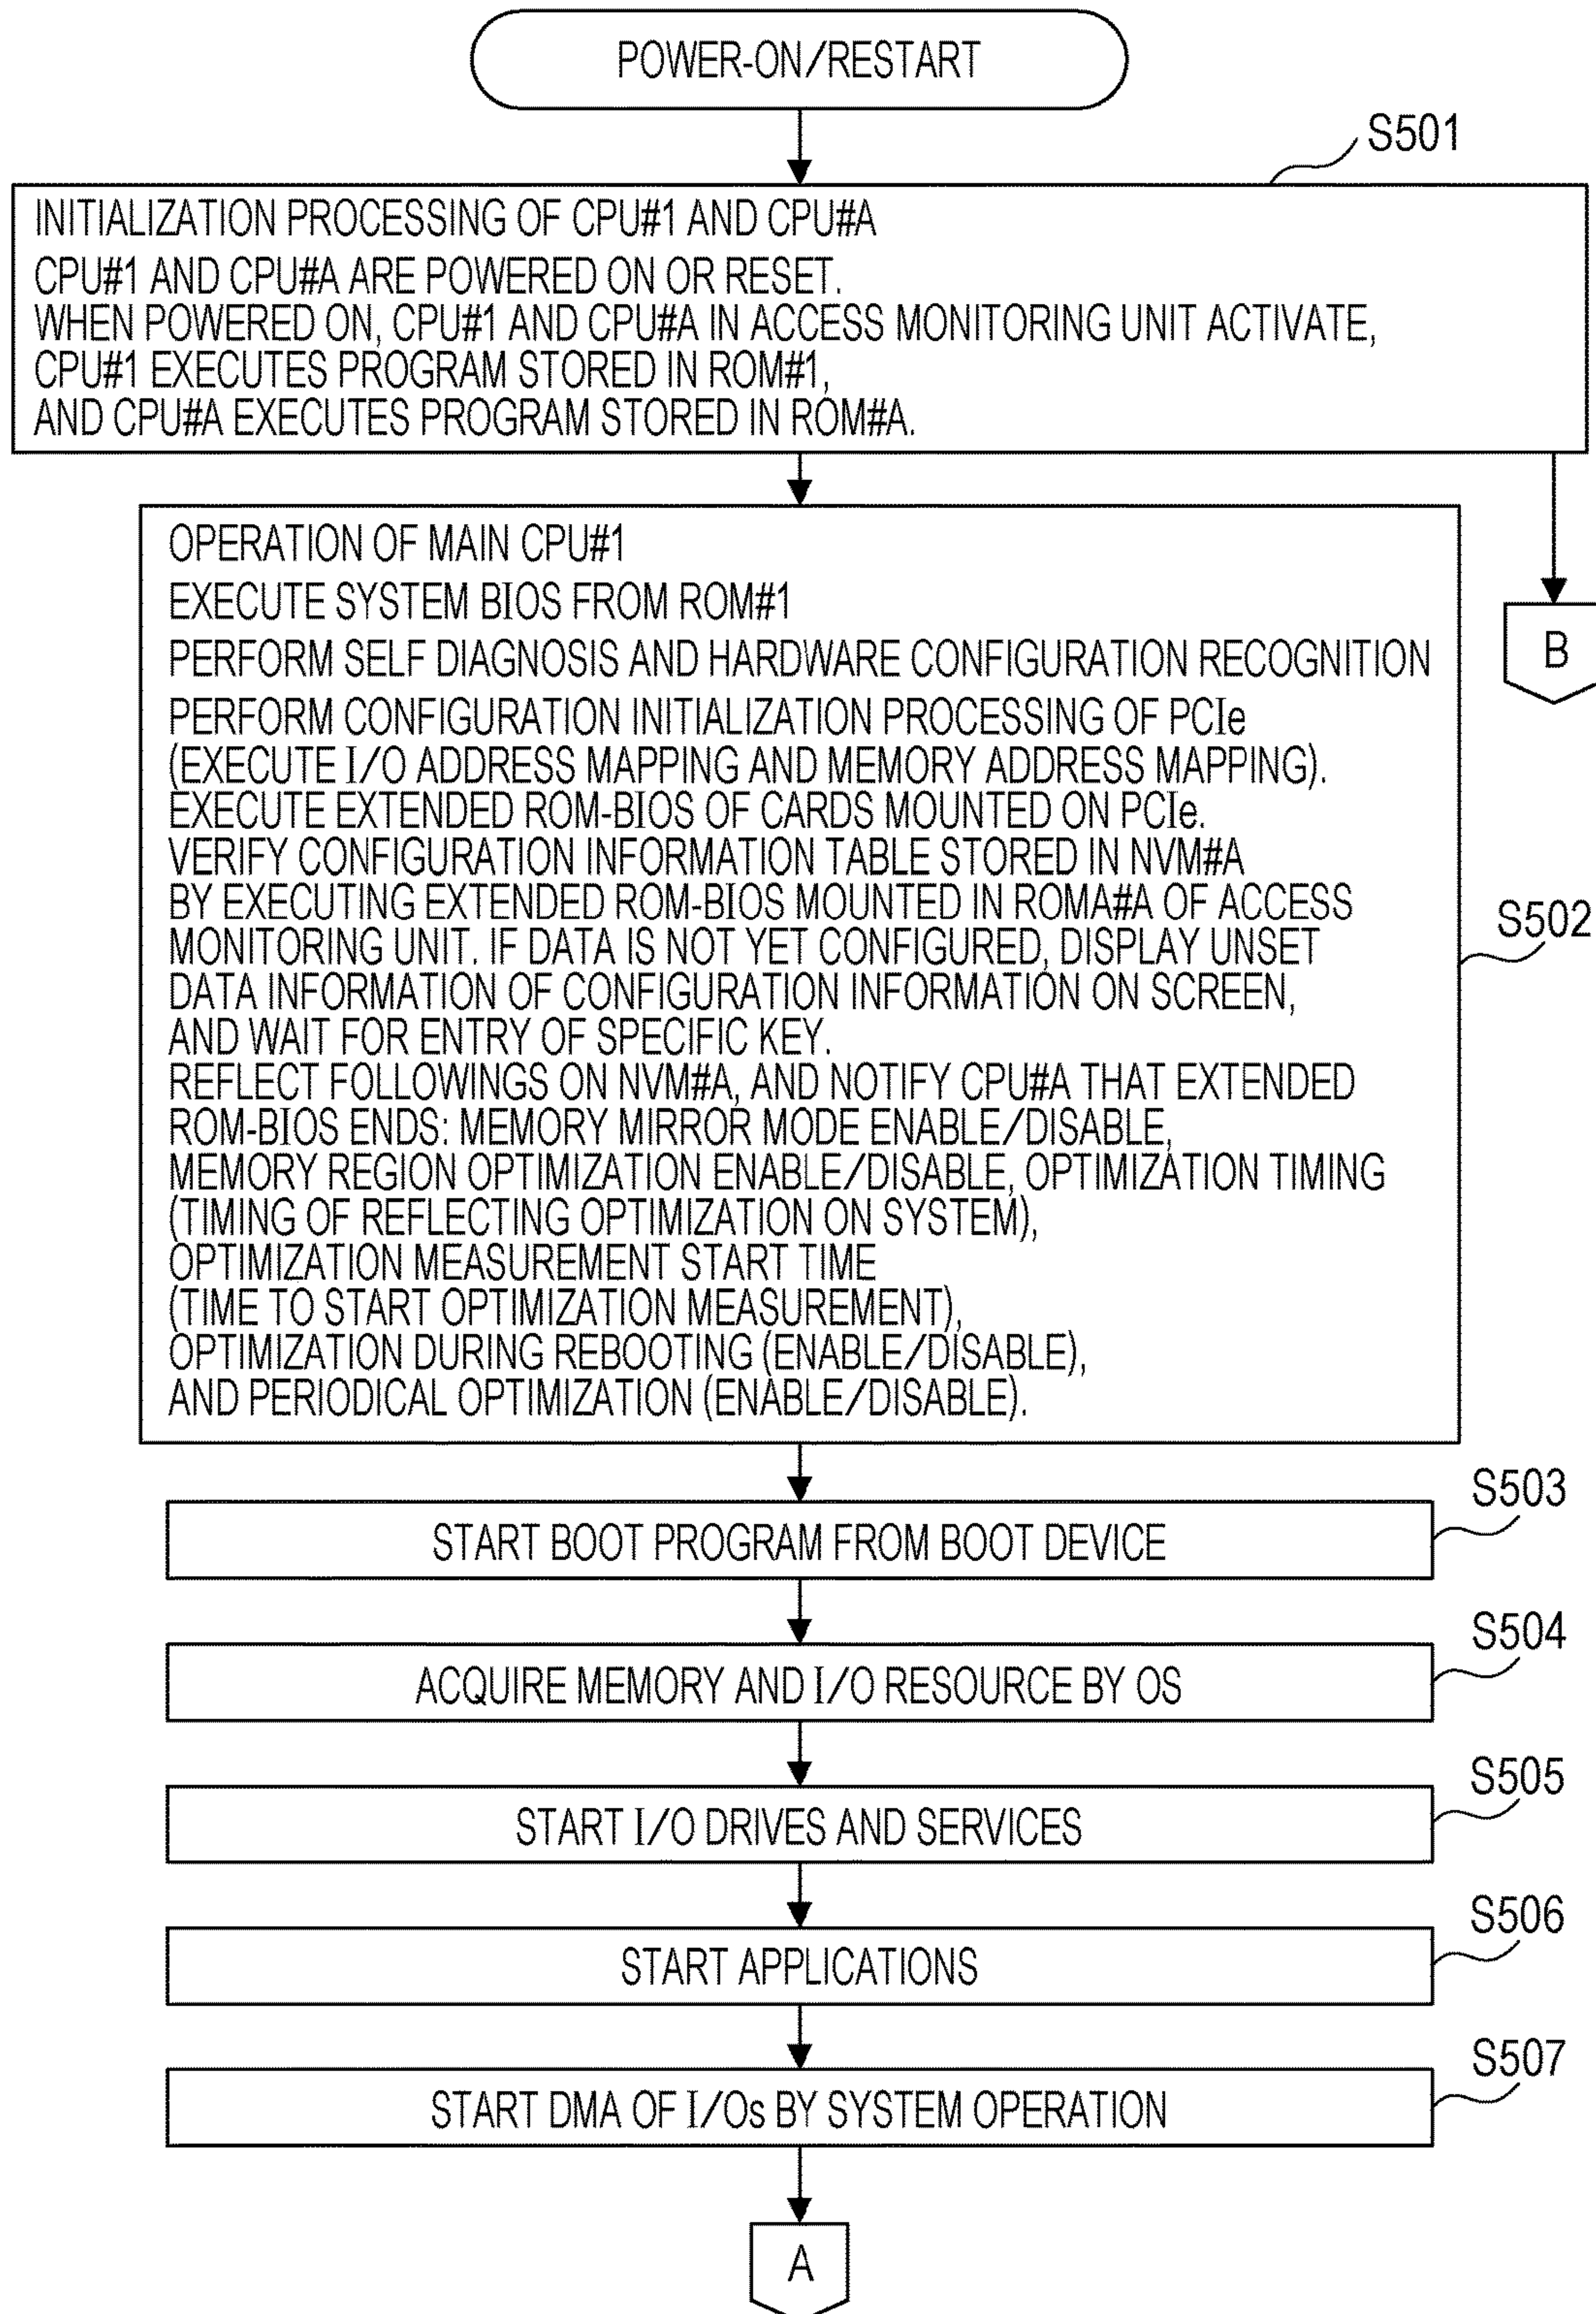 POWER-ON/RESTART
S501
INITIALIZATION PROCESSING OF CPU#1 AND CPU#A
CPU#1 AND CPU#A ARE POWERED ON OR RESET.
WHEN POWERED ON, CPU#1 AND CPU#A IN ACCESS MONITORING UNIT ACTIVATE,
CPU#1 EXECUTES PROGRAM STORED IN ROM#1,
AND CPU#A EXECUTES PROGRAM STORED IN ROM#A.
OPERATION OF MAIN CPU#1
EXECUTE SYSTEM BIOS FROM ROM#1
PERFORM SELF DIAGNOSIS AND HARDWARE CONFIGURATION RECOGNITION
B
PERFORM CONFIGURATION INITIALIZATION PROCESSING OF PCIe
(EXECUTE I/O ADDRESS MAPPING AND MEMORY ADDRESS MAPPING).
EXECUTE EXTENDED ROM-BIOS OF CARDS MOUNTED ON PCIe.
VERIFY CONFIGURATION INFORMATION TABLE STORED IN NVM#A
BY EXECUTING EXTENDED ROM-BIOS MOUNTED IN ROMA#A OF ACCESS
S502
MONITORING UNIT. IF DATA IS NOT YET CONFIGURED, DISPLAY UNSET
DATA INFORMATION OF CONFIGURATION INFORMATION ON SCREEN,
AND WAIT FOR ENTRY OF SPECIFIC KEY.
REFLECT FOLLOWINGS ON NVM#A, AND NOTIFY CPU#A THAT EXTENDED
ROM-BIOS ENDS: MEMORY MIRROR MODE ENABLE/DISABLE,
MEMORY REGION OPTIMIZATION ENABLE/DISABLE, OPTIMIZATION TIMING
(TIMING OF REFLECTING OPTIMIZATION ON SYSTEM),
OPTIMIZATION MEASUREMENT START TIME
(TIME TO START OPTIMIZATION MEASUREMENT),
OPTIMIZATION DURING REBOOTING (ENABLE/DISABLE),
AND PERIODICAL OPTIMIZATION (ENABLE/DISABLE).
S503
START BOOT PROGRAM FROM BOOT DEVICE
S504
ACQUIRE MEMORY AND I/O RESOURCE BY OS
S505
START I/O DRIVES AND SERVICES
S506
START APPLICATIONS
S507
START DMA OF I/Os BY SYSTEM OPERATION
A